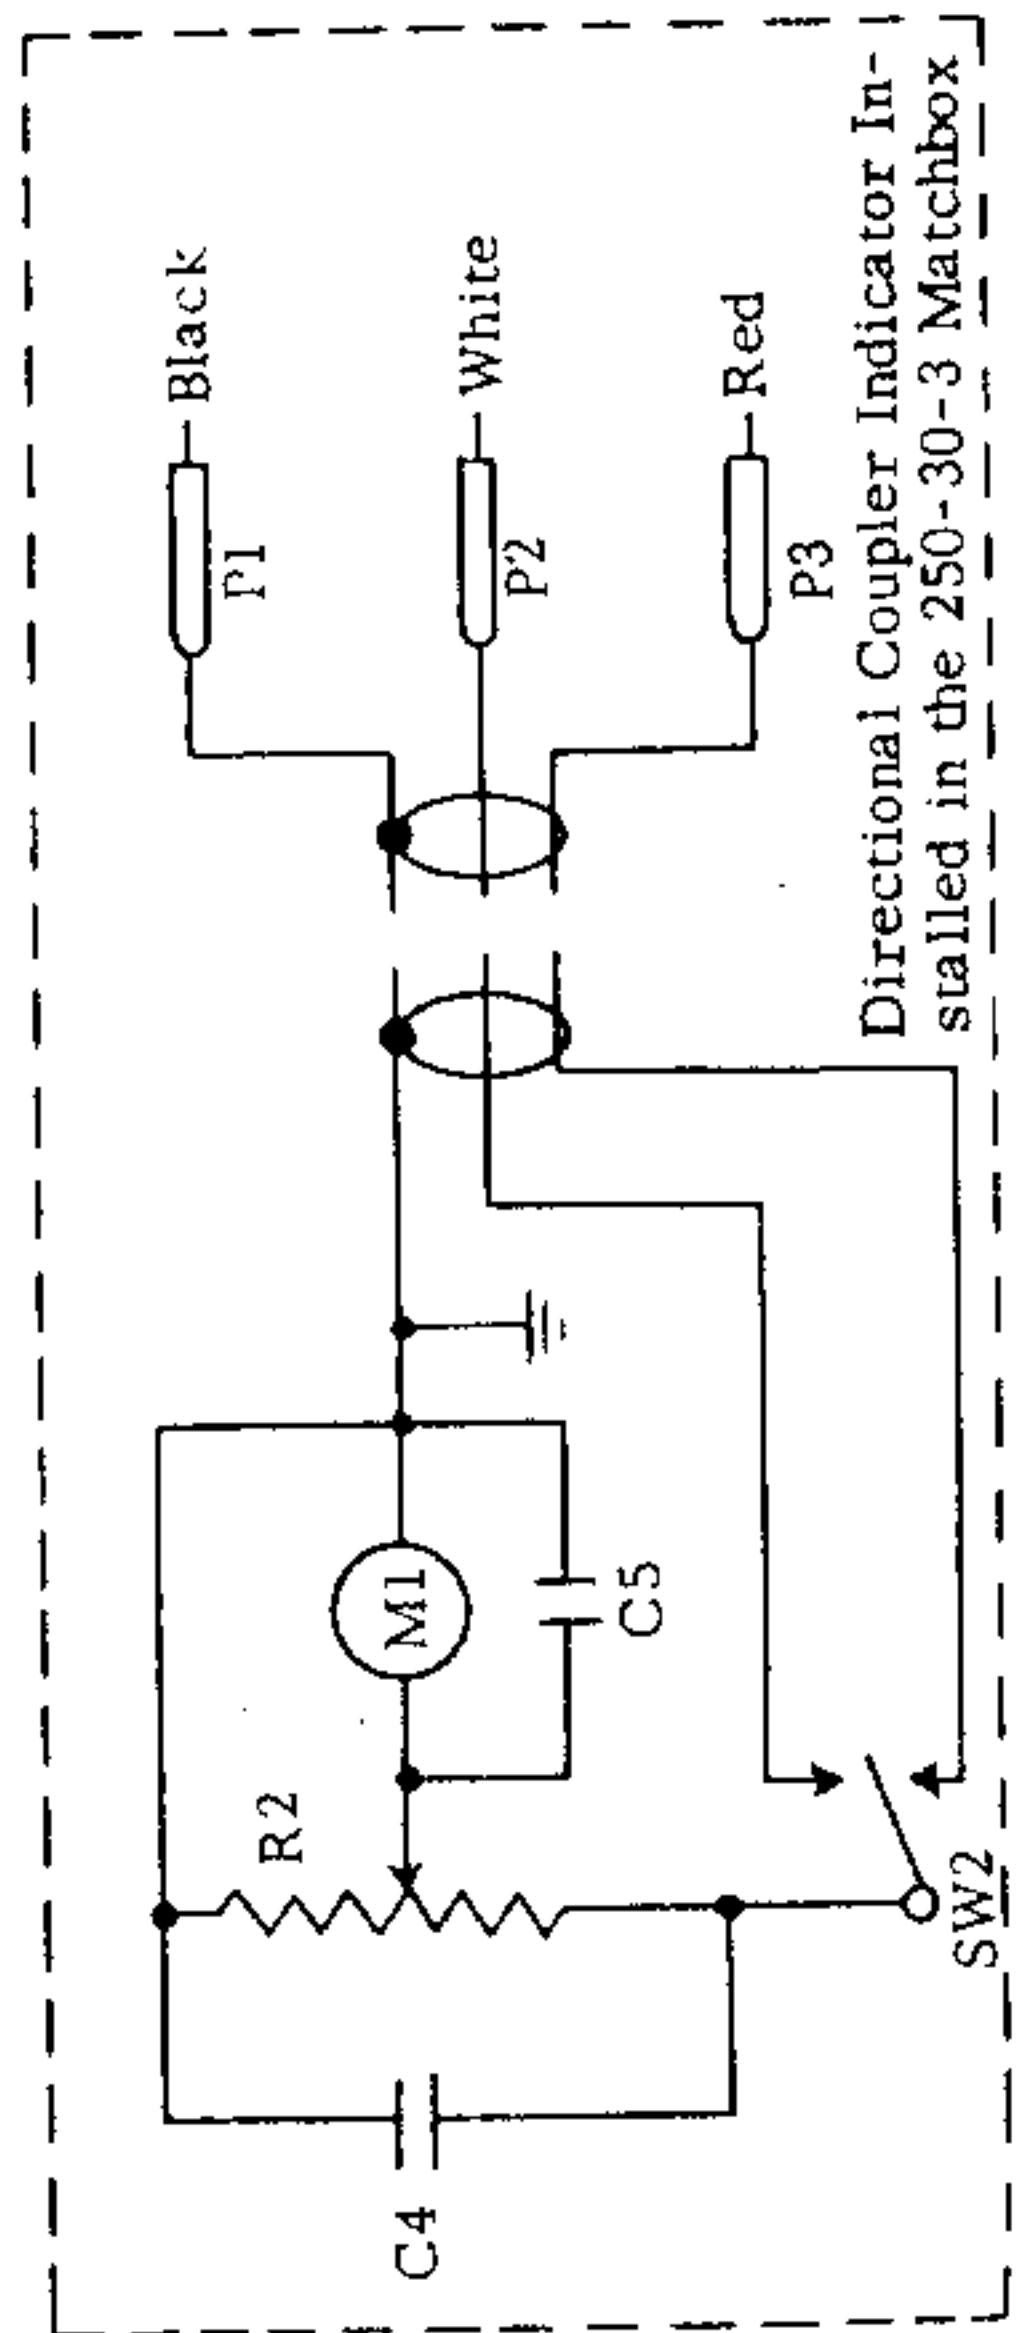 Black
P1
White
P2
Red
P3
M1
C5
R2
C4
SW2
Directional Coupler Indicator In-
stalled in the 250-30-3 Matchbox